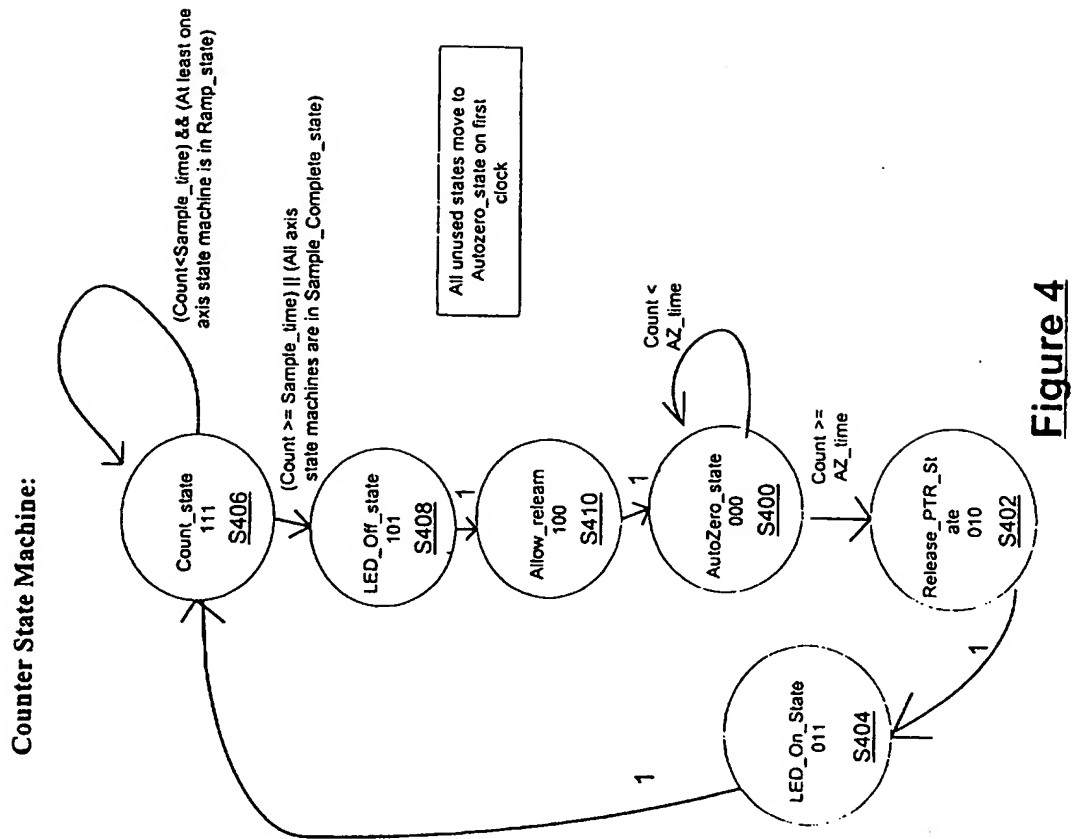 Counter State Machine:
(Count<Sample_time) && (At least one
axis state machine is in Ramp_state)
Count_state
111
S406
(Count >= Sample_time) || (All axis
state machines are in Sample_Complete_state)
LED_Off_state
101
S408
1
Allow_relearn
100
S410
1
All unused states move to
Autozero_state on first
clock
AutoZero_state
000
S400
Count <
AZ_time
Count >=
AZ_time
Release_PTR_St
ate
010
S402
1
LED_On_State
011
S404
1
Figure 4